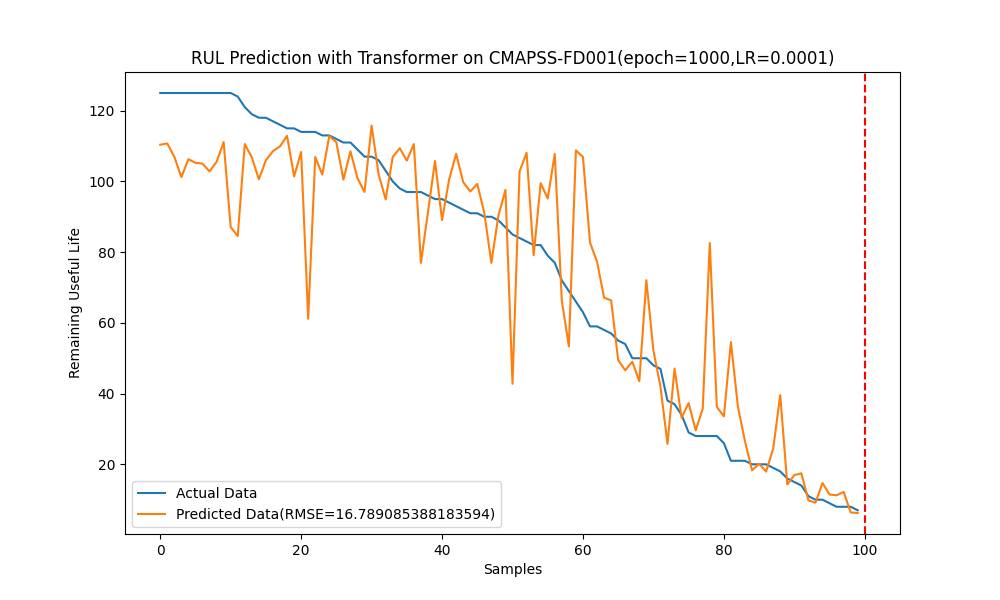 RUL Prediction with Transformer on CMAPSS-FD001(epoch=1000,LR=0.0001)
120
100
80
60
40
20
Remaining Useful Life
Actual Data
Predicted Data(RMSE=16.789085388183594)
0 20 40 60 80 100
Samples